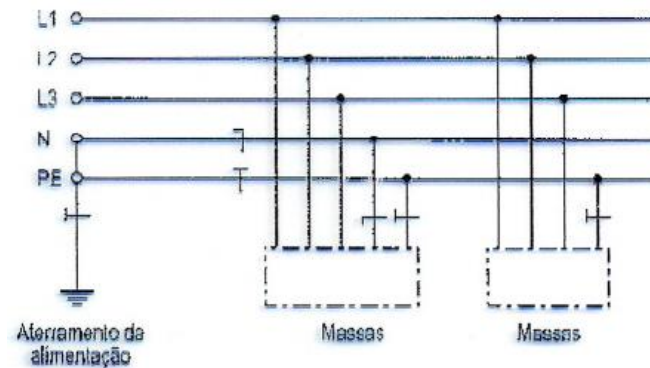 L1
L2
L3
N
PE
Aterramento da
alimentação
Massas
Massas